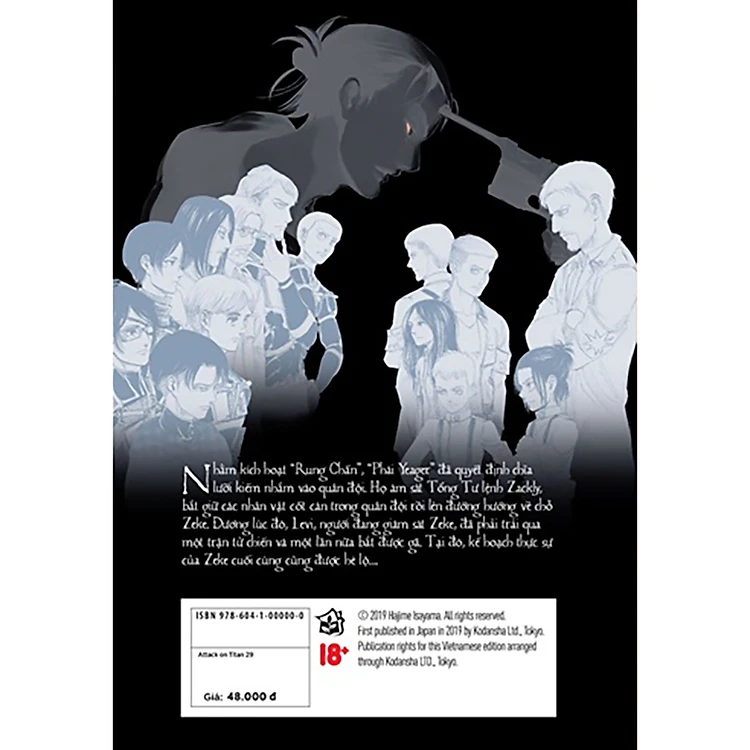 Nhằm kích hoạt "Rung Chấn", "Phái Yeager" đã quyết định chĩa
lưỡi kiếm nhắm vào quân đội. Họ ám sát Tổng Tư lệnh Zackly,
bắt giữ các nhân vật cốt cán trong quân đội rồi lên đường hướng về chỗ
Zeke. Đương lúc đó, Levi, người đang giám sát Zeke, đã phải trải qua
một trận tử chiến và một lần nữa bắt được gã. Tại đó, kế hoạch thực sự
của Zeke cuối cùng cũng được hé lộ....
ISBN 978-604-1-00000-0
Attack on Titan 29
Giá: 48.000 đ
18+
© 2019 Hajime Isayama. All rights reserved.
First published in Japan in 2019 by Kodansha Ltd., Tokyo.
Publication rights for this Vietnamese edition arranged
through Kodansha LTD., Tokyo.